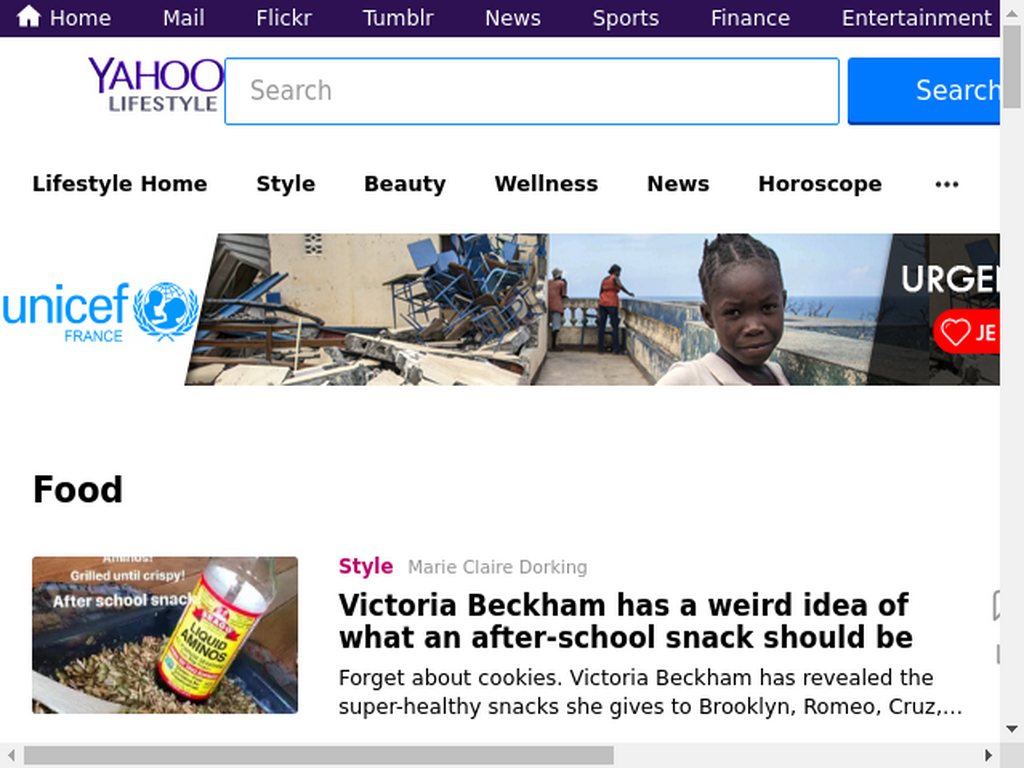 Home Mail Flickr Tumblr News Sports Finance Entertainment
YAHOO
LIFESTYLE
Search
Search
Lifestyle Home Style Beauty Wellness News Horoscope •••
unicef
FRANCE
URGEN
JE
Food
Aminos!
Grilled until crispy!
After school snack
BRAGG
LIQUID
AMINOS
Style Marie Claire Dorking
Victoria Beckham has a weird idea of
what an after-school snack should be
Forget about cookies. Victoria Beckham has revealed the
super-healthy snacks she gives to Brooklyn, Romeo, Cruz,...